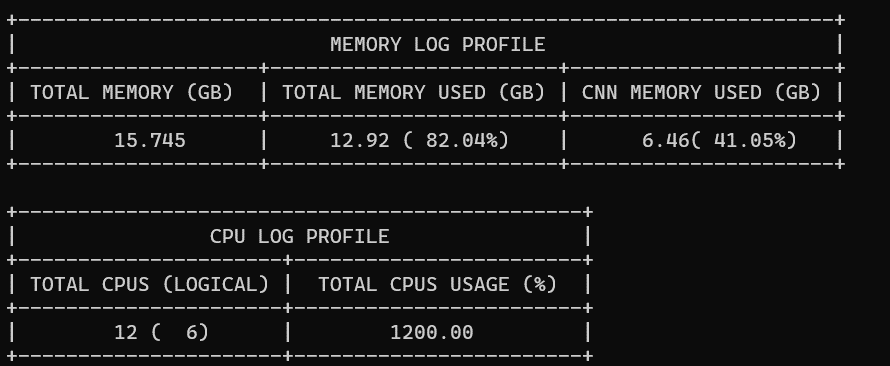 MEMORY LOG PROFILE
TOTAL MEMORY (GB) | TOTAL MEMORY USED (GB) | CNN MEMORY USED (GB)
15.745 | 12.92 ( 82.04%) | 6.46( 41.05%)
CPU LOG PROFILE
TOTAL CPUS (LOGICAL) | TOTAL CPUS USAGE (%)
12 (  6) | 1200.00